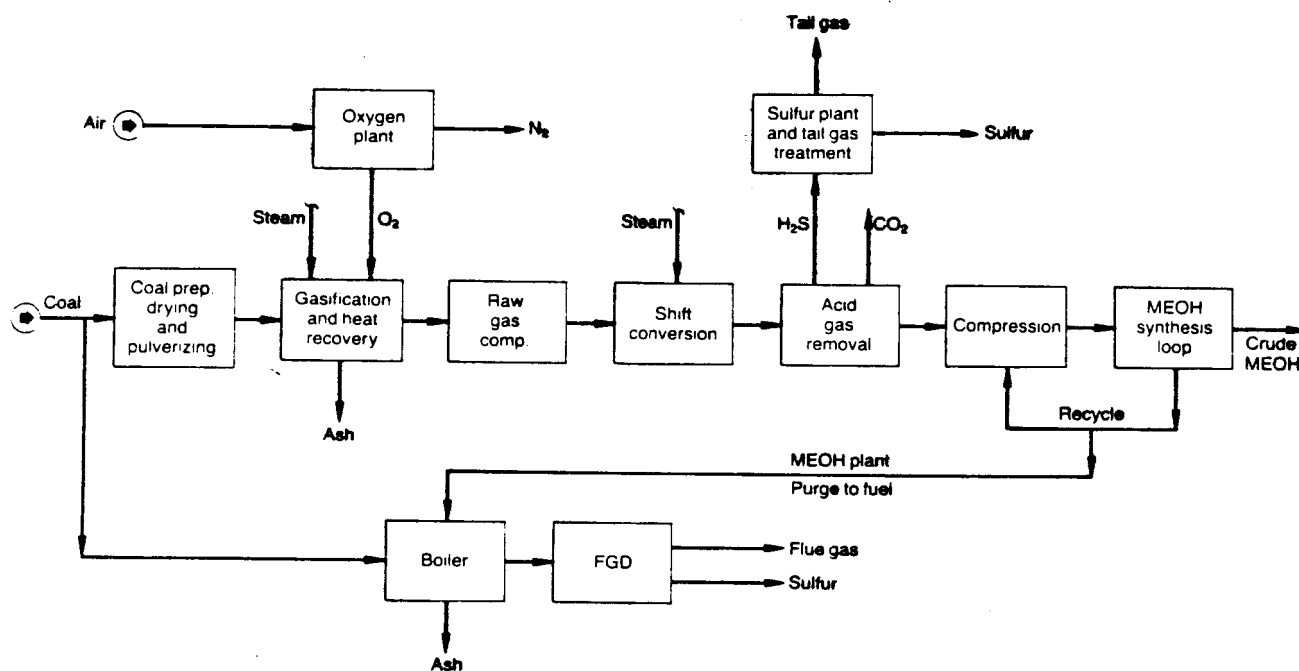 Tail gas
Air
Oxygen
plant
N₂
Sulfur plant
and tail gas
treatment
Sulfur
Steam
O₂
Steam
H₂S
CO₂
Coal
Coal prep.
drying
and
pulverizing
Gasification
and heat
recovery
Raw
gas
comp.
Shift
conversion
Acid
gas
removal
Compression
MEOH
synthesis
loop
Crude
MEOH
Ash
Recycle
MEOH plant
Purge to fuel
Boiler
FGD
Flue gas
Sulfur
Ash